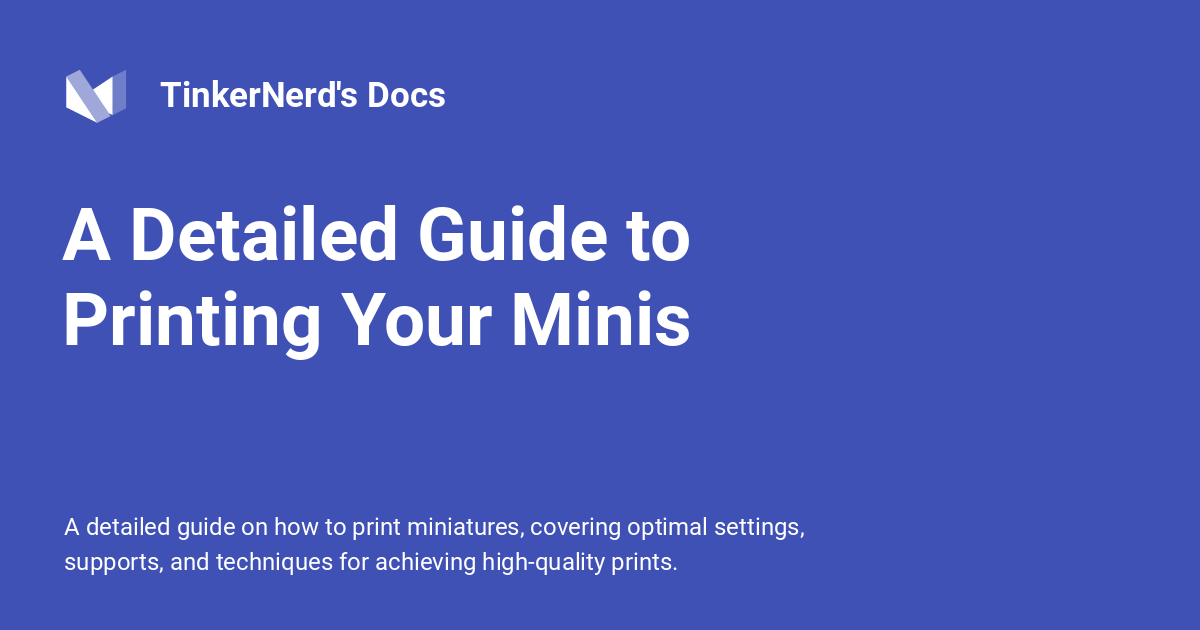 TinkerNerd's Docs
A Detailed Guide to
Printing Your Minis
A detailed guide on how to print miniatures, covering optimal settings,
supports, and techniques for achieving high-quality prints.